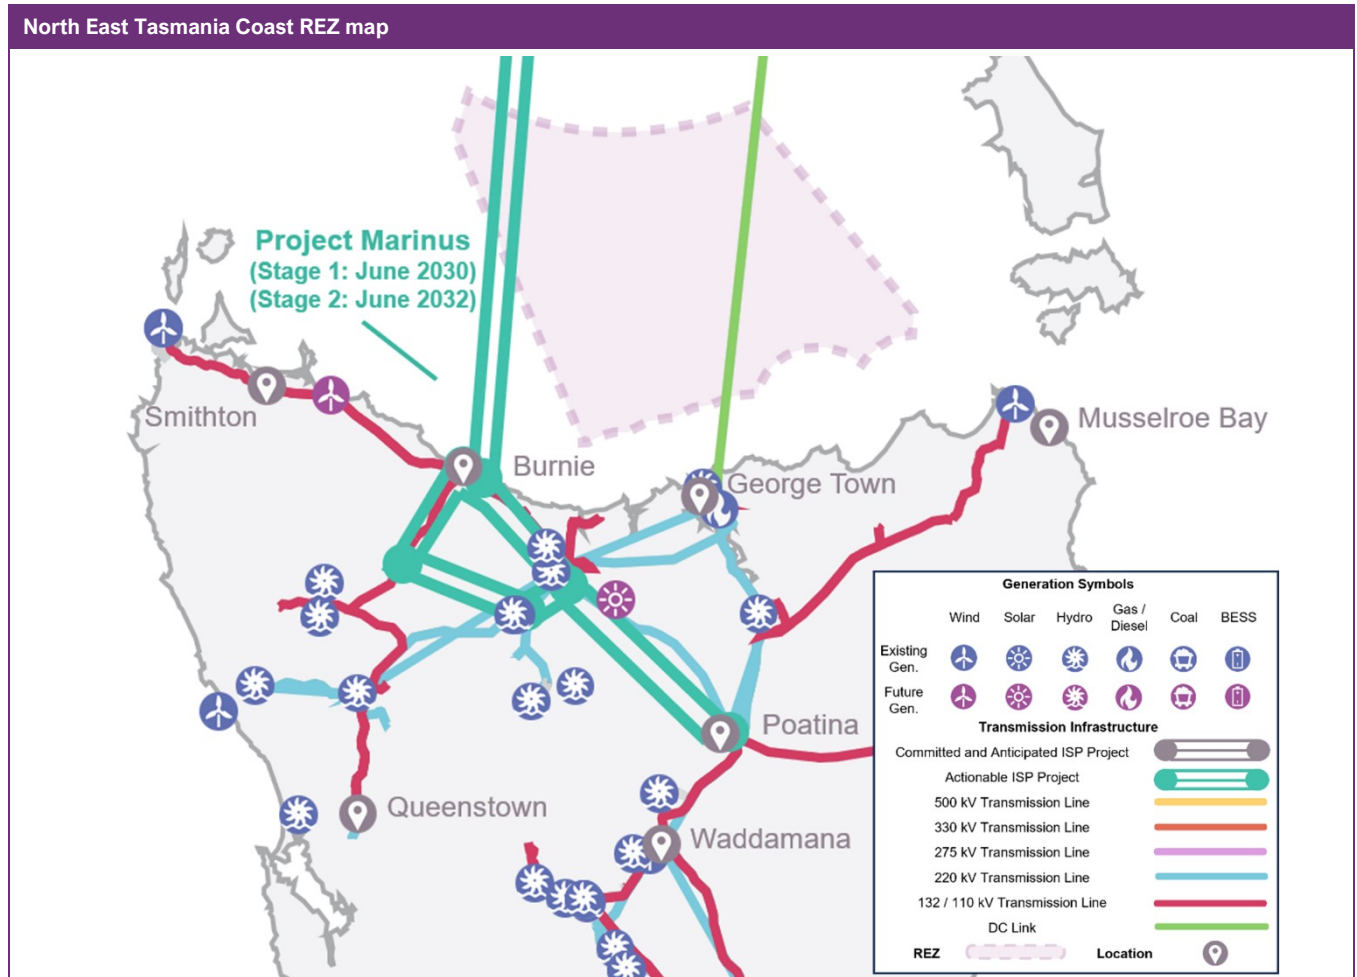 North East Tasmania Coast REZ map
Project Marinus
(Stage 1: June 2030)
(Stage 2: June 2032)
Smithton
Burnie
George Town
Musselroe Bay
Poatina
Queenstown
Waddamana
Generation Symbols
Wind Solar Hydro Gas / Diesel Coal BESS
Existing Gen.
Future Gen.
Transmission Infrastructure
Committed and Anticipated ISP Project
Actionable ISP Project
500 kV Transmission Line
330 kV Transmission Line
275 kV Transmission Line
220 kV Transmission Line
132 / 110 kV Transmission Line
DC Link
REZ Location